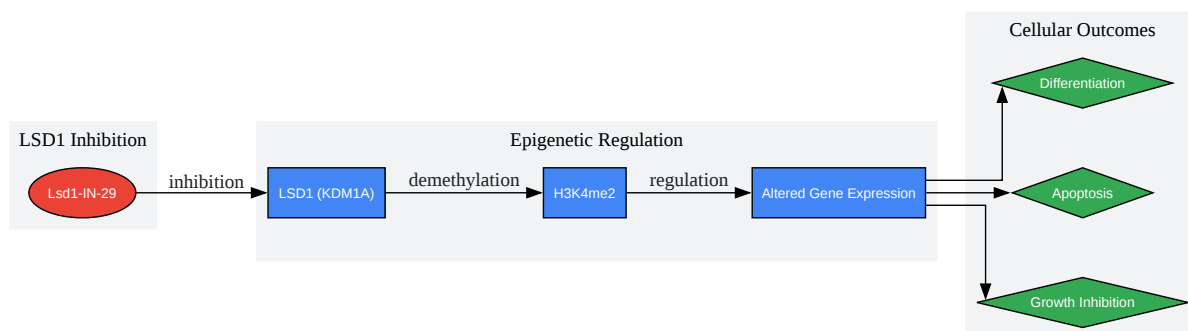 LSD1 Inhibition
Lsd1-IN-29
inhibition
Epigenetic Regulation
LSD1 (KDM1A)
demethylation
H3K4me2
regulation
Altered Gene Expression
Cellular Outcomes
Differentiation
Apoptosis
Growth Inhibition